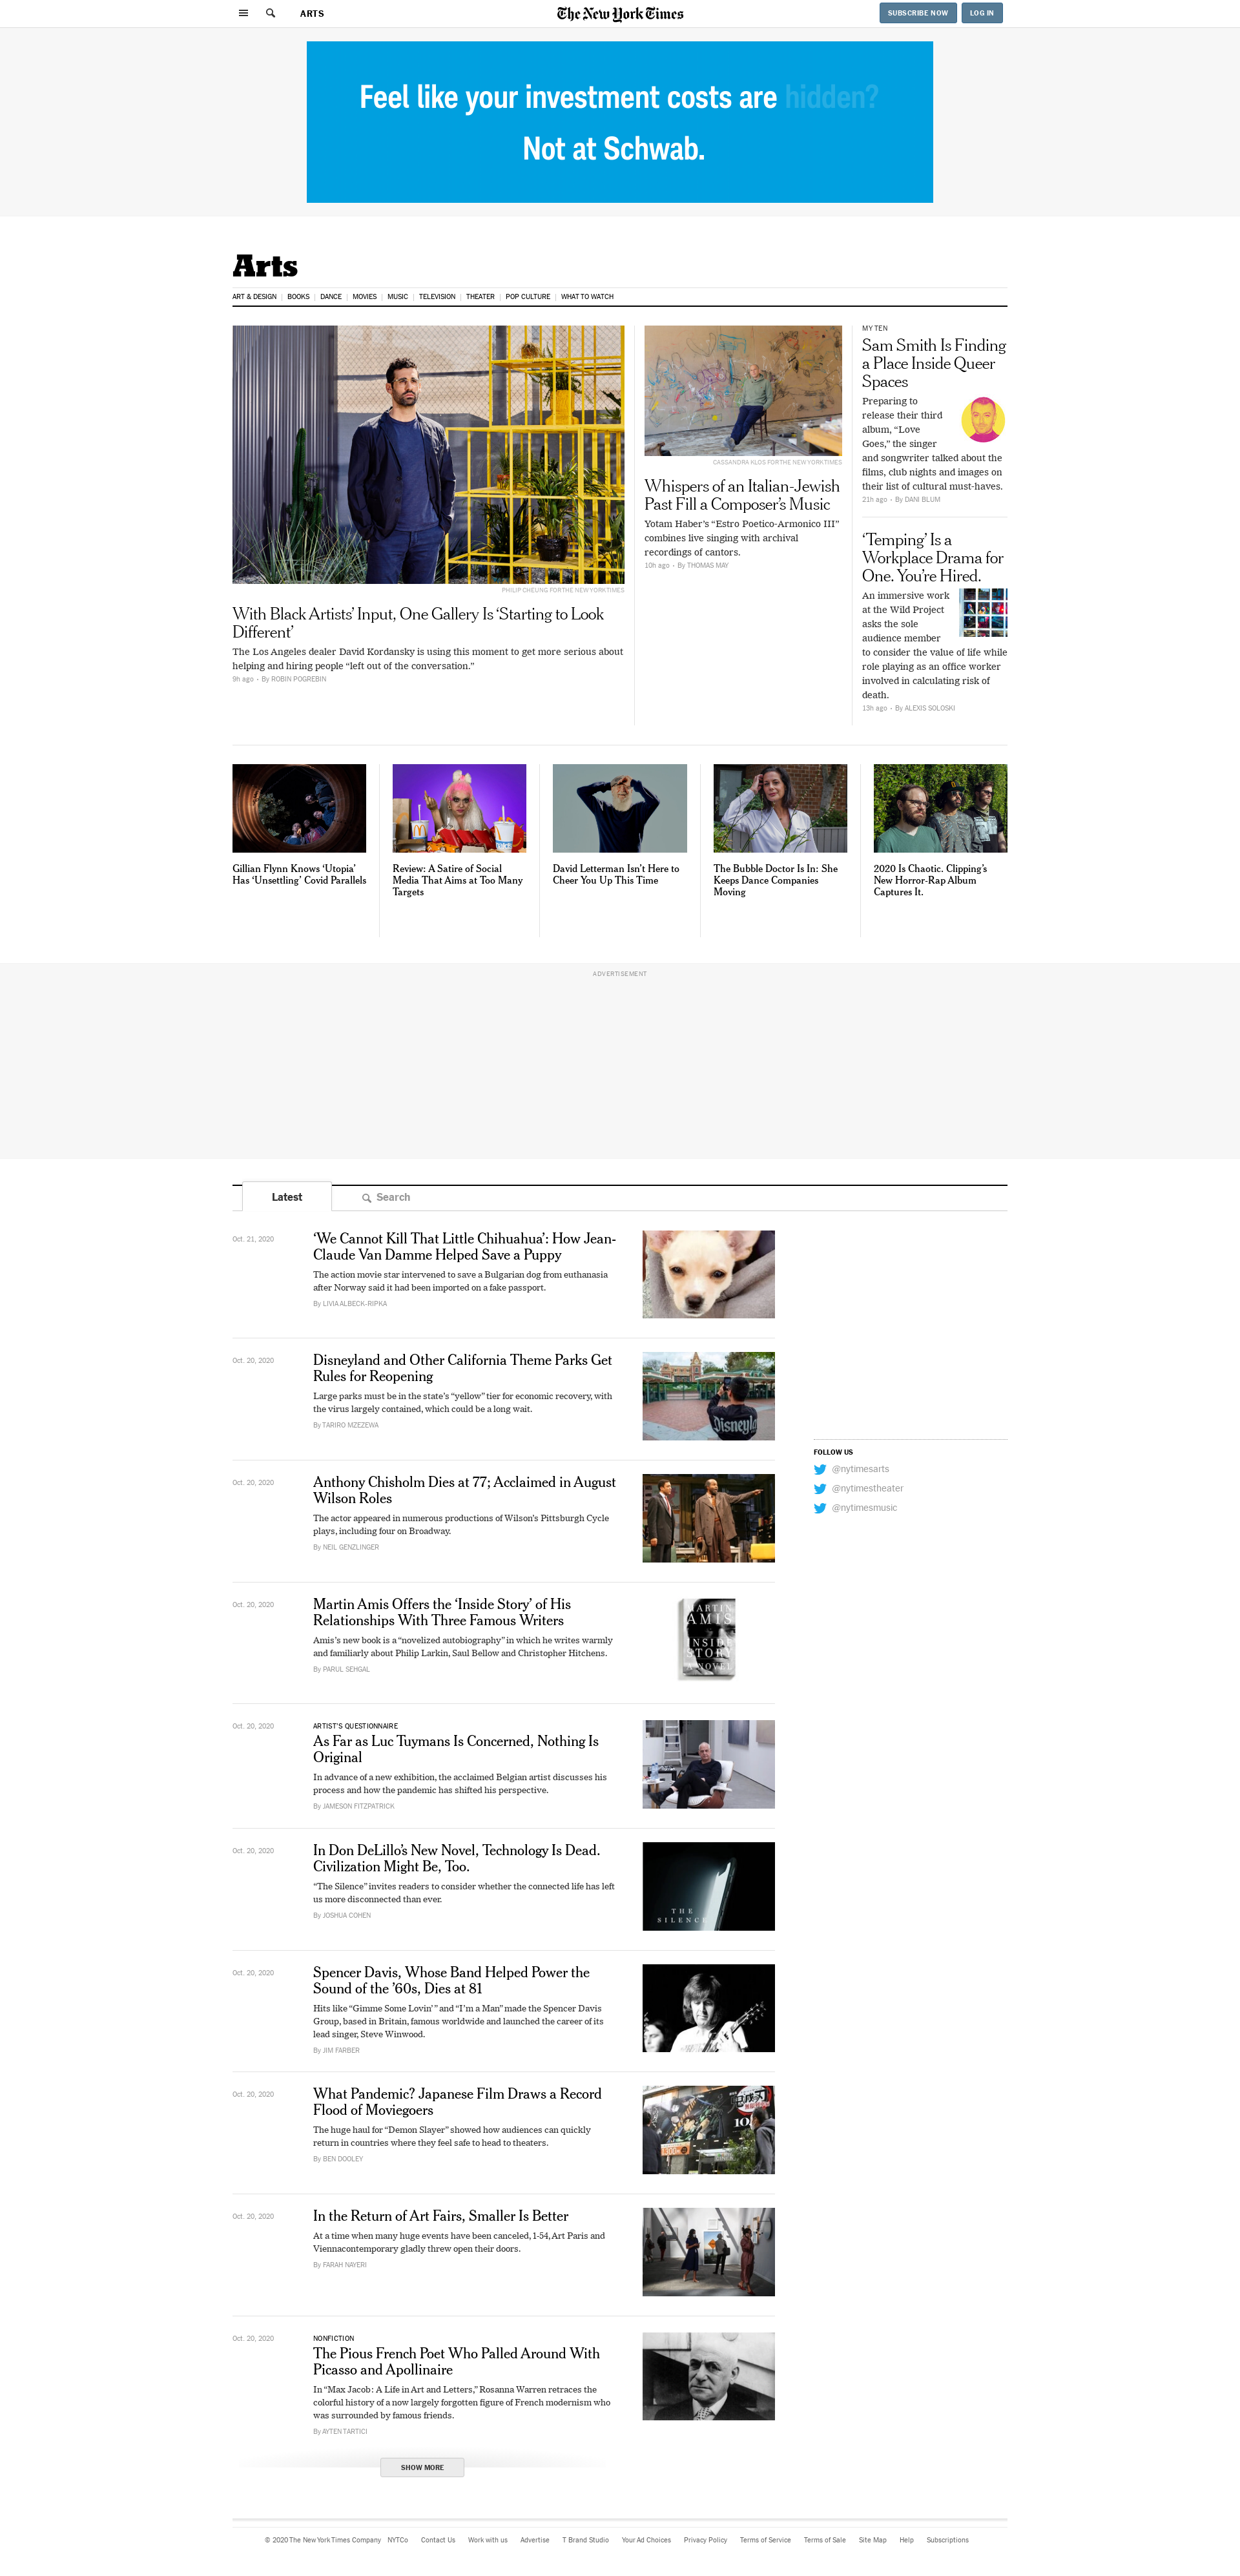 ARTS
The New York Times
SUBSCRIBE NOW
LOG IN
Feel like your investment costs are hidden?
Not at Schwab.
Arts
ART & DESIGN
BOOKS
DANCE
MOVIES
MUSIC
TELEVISION
THEATER
POP CULTURE
WHAT TO WATCH
PHILIP CHEUNG FOR THE NEW YORK TIMES
With Black Artists’ Input, One Gallery Is ‘Starting to Look
Different’
The Los Angeles dealer David Kordansky is using this moment to get more serious about
helping and hiring people “left out of the conversation.”
9h ago • By ROBIN POGREBIN
CASSANDRA KLOS FOR THE NEW YORK TIMES
Whispers of an Italian-Jewish
Past Fill a Composer’s Music
Yotam Haber’s “Estro Poetico-Armonico III”
combines live singing with archival
recordings of cantors.
10h ago • By THOMAS MAY
MY TEN
Sam Smith Is Finding
a Place Inside Queer
Spaces
Preparing to
release their third
album, “Love
Goes,” the singer
and songwriter talked about the
films, club nights and images on
their list of cultural must-haves.
21h ago • By DANI BLUM
‘Temping’ Is a
Workplace Drama for
One. You’re Hired.
An immersive work
at the Wild Project
asks the sole
audience member
to consider the value of life while
role playing as an office worker
involved in calculating risk of
death.
13h ago • By ALEXIS SOLOSKI
Gillian Flynn Knows ‘Utopia’
Has ‘Unsettling’ Covid Parallels
Review: A Satire of Social
Media That Aims at Too Many
Targets
David Letterman Isn’t Here to
Cheer You Up This Time
The Bubble Doctor Is In: She
Keeps Dance Companies
Moving
2020 Is Chaotic. Clipping’s
New Horror-Rap Album
Captures It.
ADVERTISEMENT
Latest
Search
Oct. 21, 2020
‘We Cannot Kill That Little Chihuahua’: How Jean-
Claude Van Damme Helped Save a Puppy
The action movie star intervened to save a Bulgarian dog from euthanasia
after Norway said it had been imported on a fake passport.
By LIVIA ALBECK-RIPKA
Oct. 20, 2020
Disneyland and Other California Theme Parks Get
Rules for Reopening
Large parks must be in the state’s “yellow” tier for economic recovery, with
the virus largely contained, which could be a long wait.
By TARIRO MZEZEWA
Disneyla
FOLLOW US
@nytimesarts
@nytimestheater
@nytimesmusic
Oct. 20, 2020
Anthony Chisholm Dies at 77; Acclaimed in August
Wilson Roles
The actor appeared in numerous productions of Wilson’s Pittsburgh Cycle
plays, including four on Broadway.
By NEIL GENZLINGER
Oct. 20, 2020
Martin Amis Offers the ‘Inside Story’ of His
Relationships With Three Famous Writers
Amis’s new book is a “novelized autobiography” in which he writes warmly
and familiarly about Philip Larkin, Saul Bellow and Christopher Hitchens.
By PARUL SEHGAL
MARTIN
AMIS
INSIDE
STORY
A NOVEL
Oct. 20, 2020
ARTIST’S QUESTIONNAIRE
As Far as Luc Tuymans Is Concerned, Nothing Is
Original
In advance of a new exhibition, the acclaimed Belgian artist discusses his
process and how the pandemic has shifted his perspective.
By JAMESON FITZPATRICK
Oct. 20, 2020
In Don DeLillo’s New Novel, Technology Is Dead.
Civilization Might Be, Too.
“The Silence” invites readers to consider whether the connected life has left
us more disconnected than ever.
By JOSHUA COHEN
THE
SILENCE
Oct. 20, 2020
Spencer Davis, Whose Band Helped Power the
Sound of the ’60s, Dies at 81
Hits like “Gimme Some Lovin’ ” and “I’m a Man” made the Spencer Davis
Group, based in Britain, famous worldwide and launched the career of its
lead singer, Steve Winwood.
By JIM FARBER
Oct. 20, 2020
What Pandemic? Japanese Film Draws a Record
Flood of Moviegoers
The huge haul for “Demon Slayer” showed how audiences can quickly
return in countries where they feel safe to head to theaters.
By BEN DOOLEY
Oct. 20, 2020
In the Return of Art Fairs, Smaller Is Better
At a time when many huge events have been canceled, 1-54, Art Paris and
Viennacontemporary gladly threw open their doors.
By FARAH NAYERI
Oct. 20, 2020
NONFICTION
The Pious French Poet Who Palled Around With
Picasso and Apollinaire
In “Max Jacob: A Life in Art and Letters,” Rosanna Warren retraces the
colorful history of a now largely forgotten figure of French modernism who
was surrounded by famous friends.
By AYTEN TARTICI
SHOW MORE
© 2020 The New York Times Company
NYTCo
Contact Us
Work with us
Advertise
T Brand Studio
Your Ad Choices
Privacy Policy
Terms of Service
Terms of Sale
Site Map
Help
Subscriptions